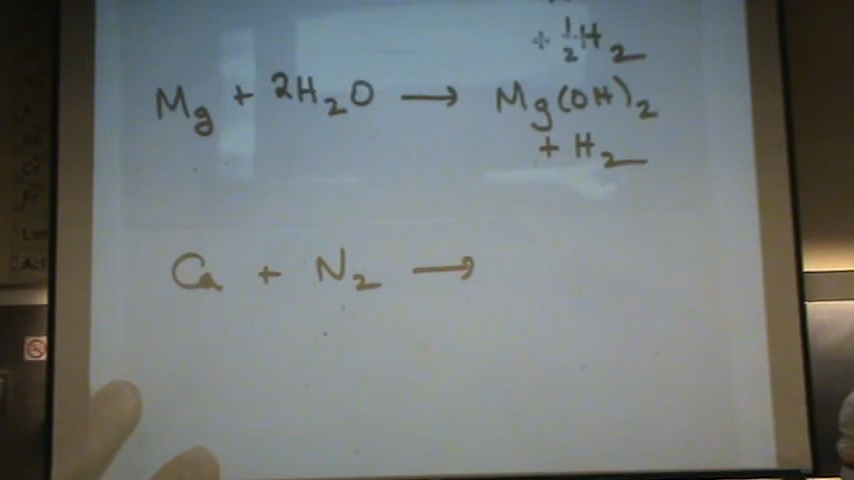 + ½H₂
Mg + 2H₂O → Mg(OH)₂
+ H₂
Ca + N₂ →